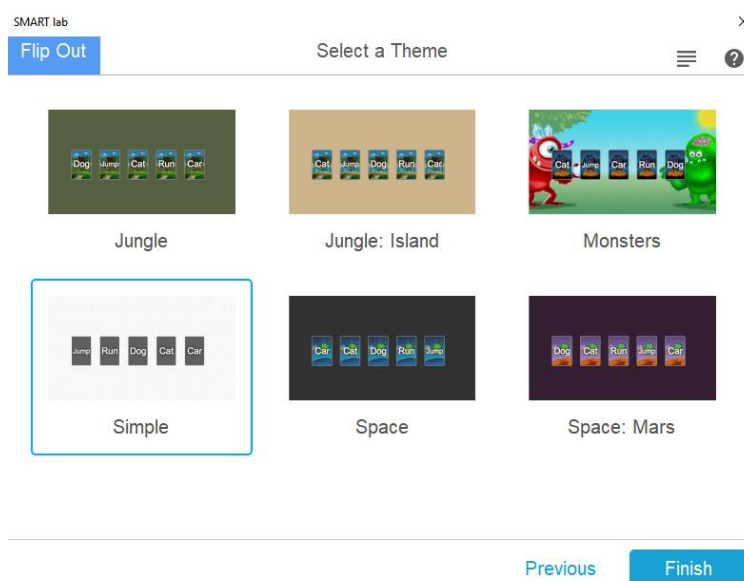 SMART lab
Flip Out
Select a Theme
Dog Jump Cat Run Car
Cat Jump Dog Run Car
Cat Jump Car Run Dog
Jungle
Jungle: Island
Monsters
Jump Run Dog Cat Car
Car Cat Dog Run Jump
Dog Cat Run Jump Car
Simple
Space
Space: Mars
Previous
Finish